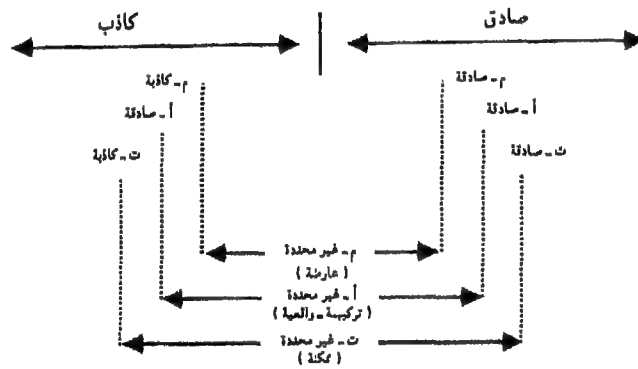 صادق
كاذب
م - صادقة
م - كاذبة
أ - صادقة
أ - صادقة
ت - صادقة
ت - كاذبة
م - غير محددة
( عارضة )
أ - غير محددة
( تركيبية - واقعية )
ت - غير محددة
( ممكنة )